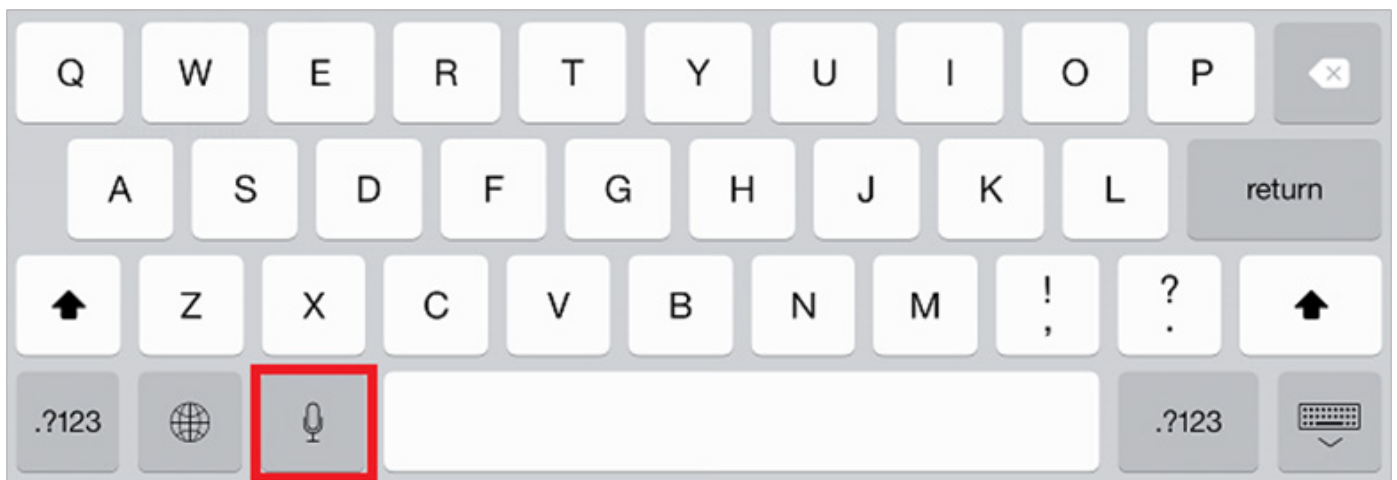 Q W E R T Y U I O P
A S D F G H J K L return
Z X C V B N M ! , ? .
.?123 .?123